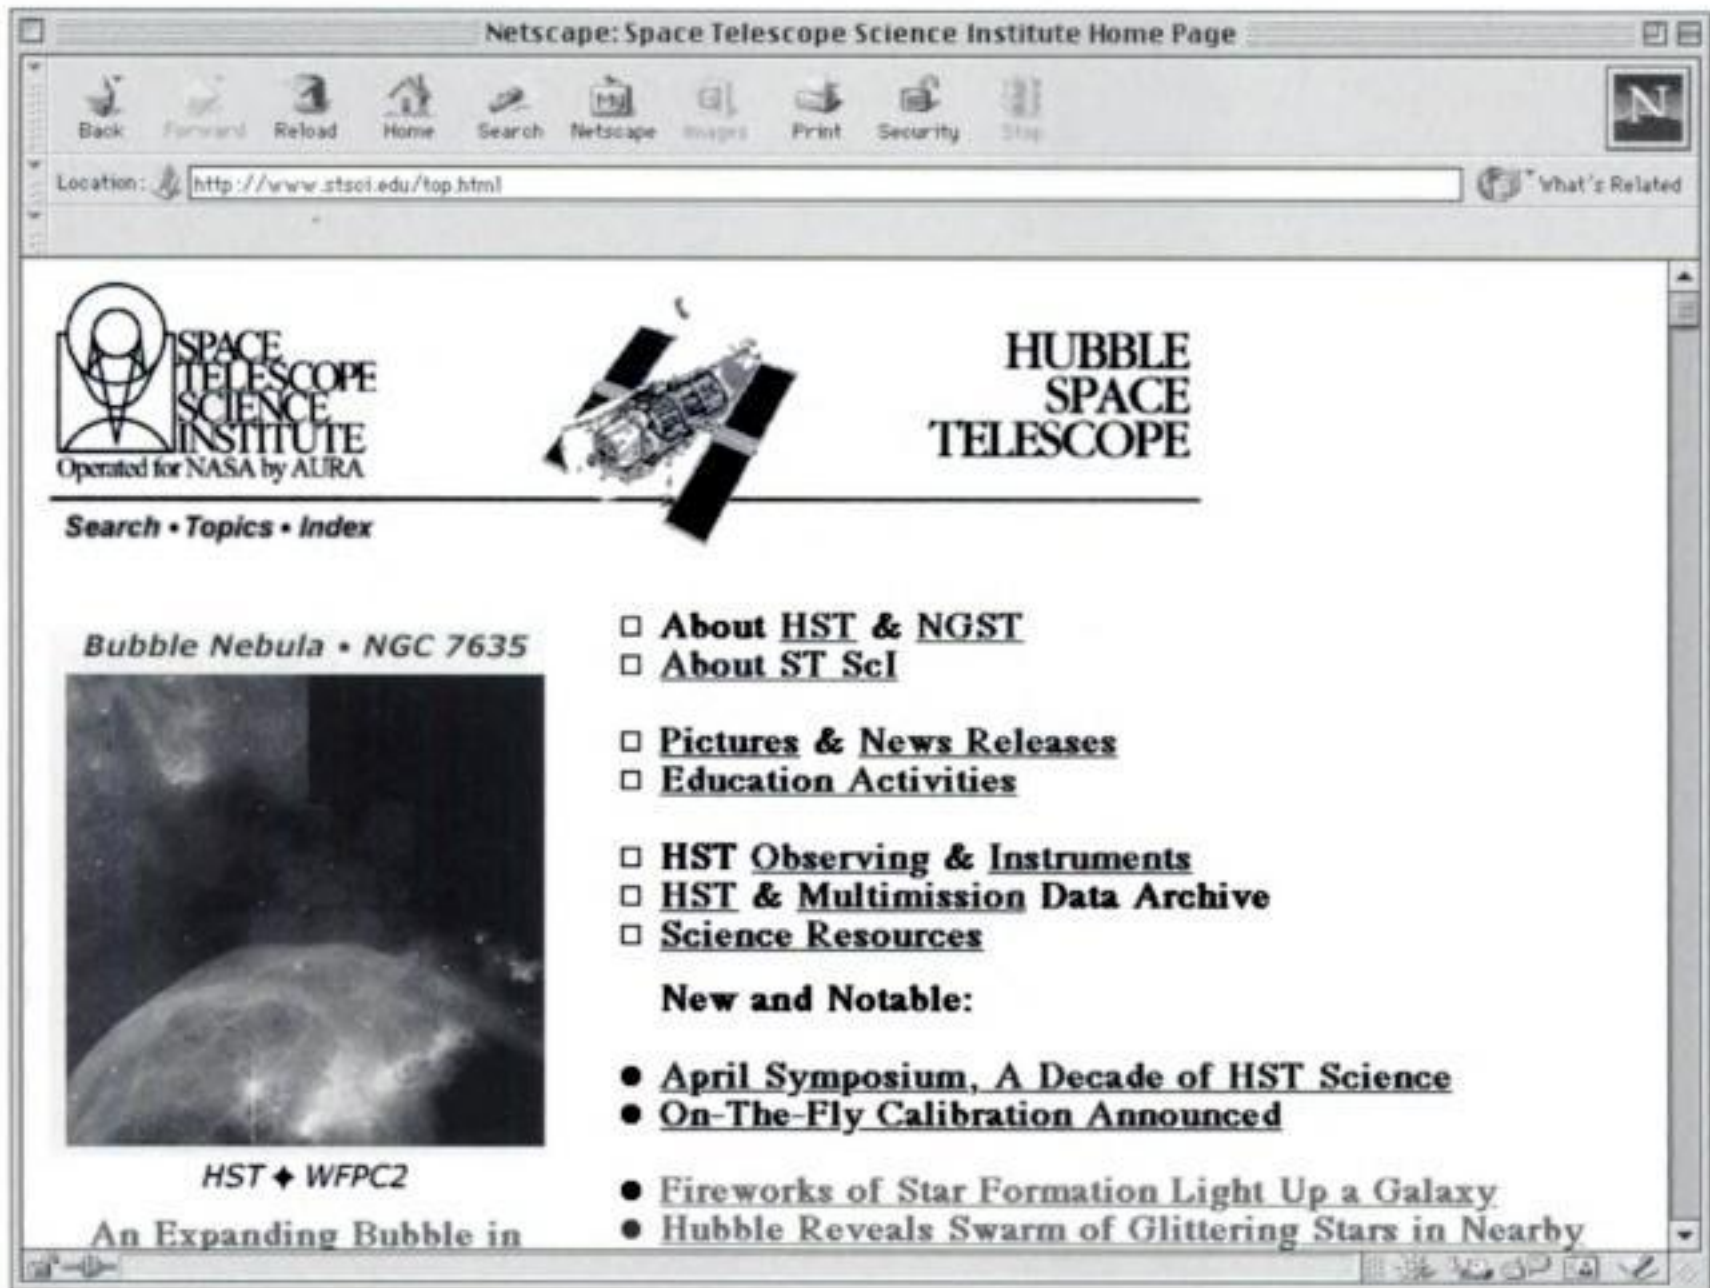 Netscape: Space Telescope Science Institute Home Page
Back Forward Reload Home Search Netscape Images Print Security Stop
My
N
Location: http://www.stsci.edu/top.html What's Related
SPACE
TELESCOPE
SCIENCE
INSTITUTE
Operated for NASA by AURA
HUBBLE
SPACE
TELESCOPE
Search • Topics • Index
Bubble Nebula • NGC 7635
HST ✦ WFPC2
An Expanding Bubble in
About HST & NGST
About ST ScI
Pictures & News Releases
Education Activities
HST Observing & Instruments
HST & Multimission Data Archive
Science Resources
New and Notable:
• April Symposium, A Decade of HST Science
• On-The-Fly Calibration Announced
• Fireworks of Star Formation Light Up a Galaxy
• Hubble Reveals Swarm of Glittering Stars in Nearby